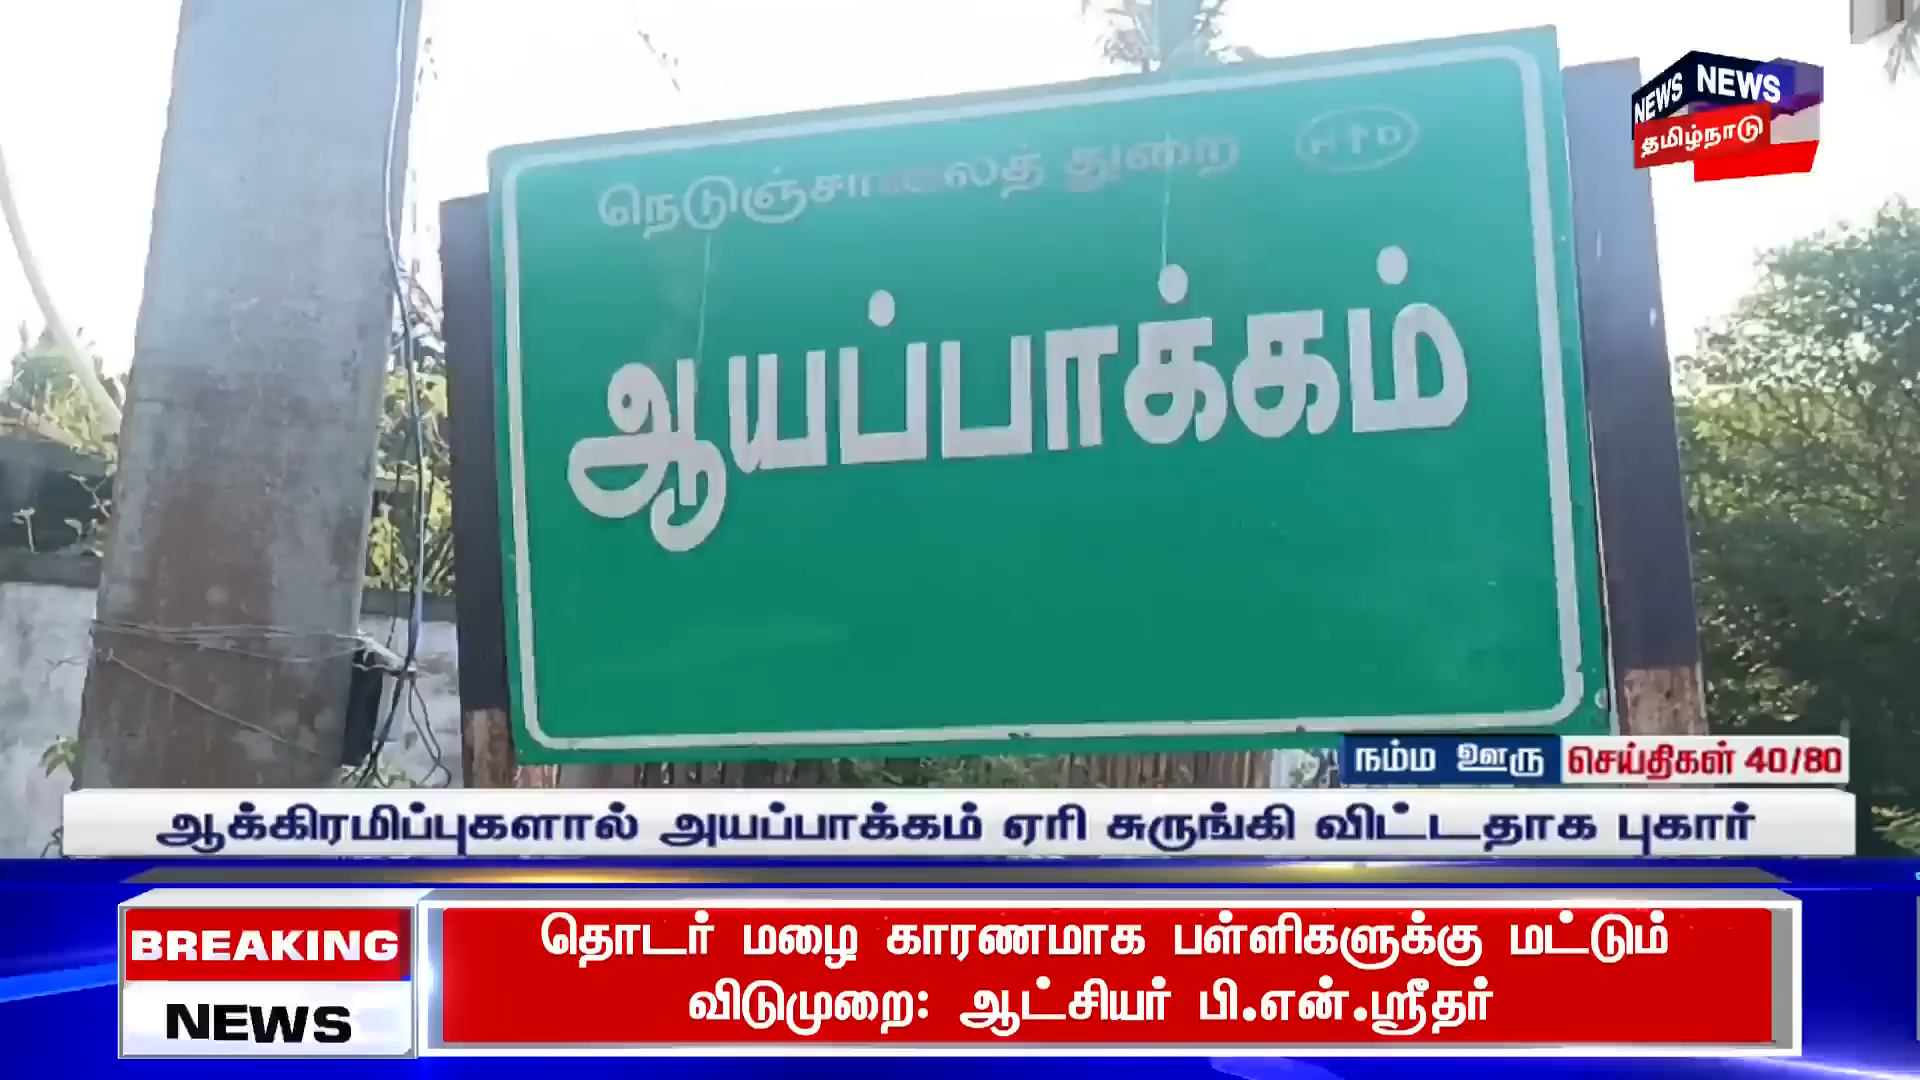 NEWS NEWS
தமிழ்நாடு
நெடுஞ்சாலைத் துறை
ஆயப்பாக்கம்
நம்ம ஊரு செய்திகள் 40/80
ஆக்கிரமிப்புகளால் அயப்பாக்கம் ஏரி சுருங்கி விட்டதாக புகார்
BREAKING
NEWS
தொடர் மழை காரணமாக பள்ளிகளுக்கு மட்டும்
விடுமுறை: ஆட்சியர் பி.என்.ஸ்ரீதர்